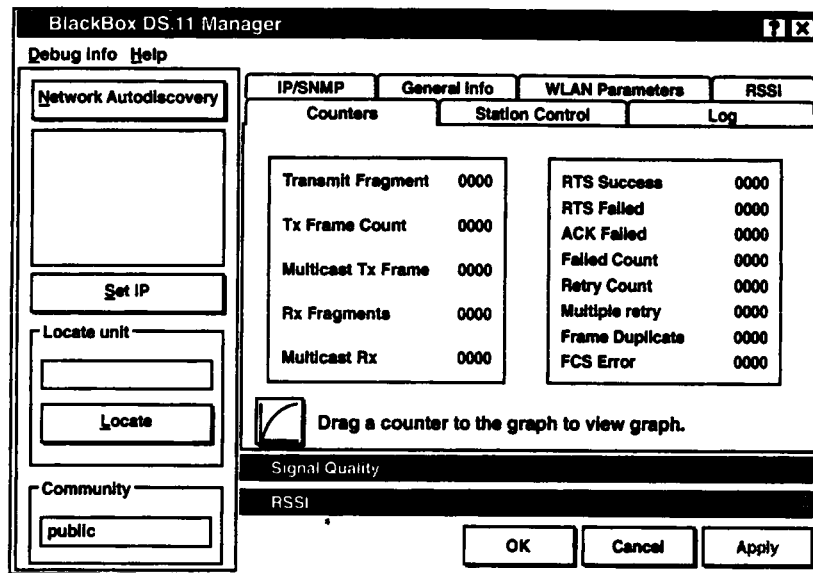 BlackBox DS.11 Manager
Debug Info Help
Network Autodiscovery
Set IP
Locate unit
Locate
Community
public
IP/SNMP General Info WLAN Parameters RSSI
Counters Station Control Log
Transmit Fragment 0000
Tx Frame Count 0000
Multicast Tx Frame 0000
Rx Fragments 0000
Multicast Rx 0000
RTS Success 0000
RTS Failed 0000
ACK Failed 0000
Failed Count 0000
Retry Count 0000
Multiple retry 0000
Frame Duplicate 0000
FCS Error 0000
Drag a counter to the graph to view graph.
Signal Quality
RSSI
OK Cancel Apply